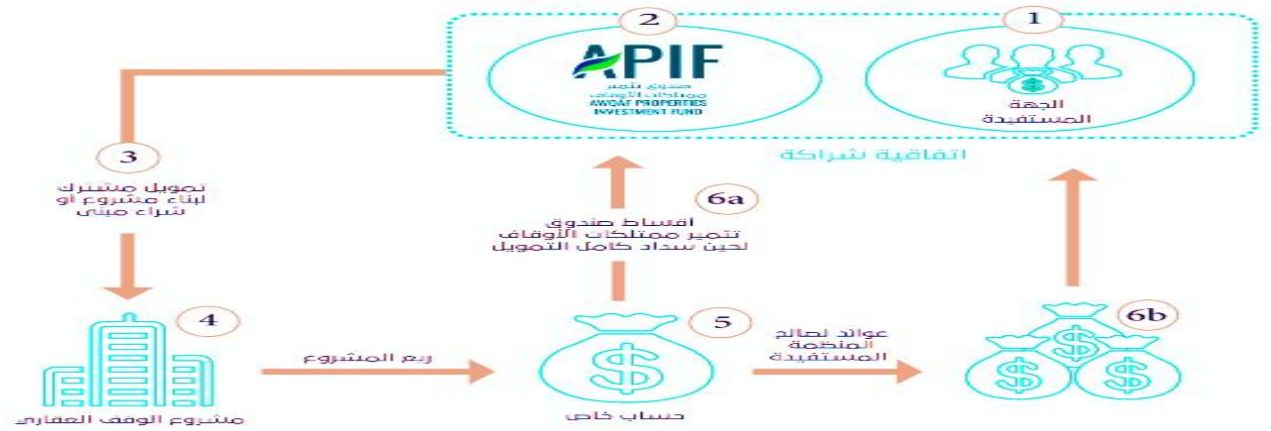 1
الجهة
المستفيدة
2
APIF
صندوق تثمير
ممتلكات الأوقاف
AWQAF PROPERTIES
INVESTMENT FUND
اتفاقية شراكة
3
تمويل مشترك
لبناء مشروع أو
شراء مبنى
4
مشروع الوقف العقاري
ريع المشروع
5
حساب خاص
6a
أقساط صندوق
تثمير ممتلكات الأوقاف
لحين سداد كامل التمويل
عوائد لصالح
المنظمة
المستفيدة
6b